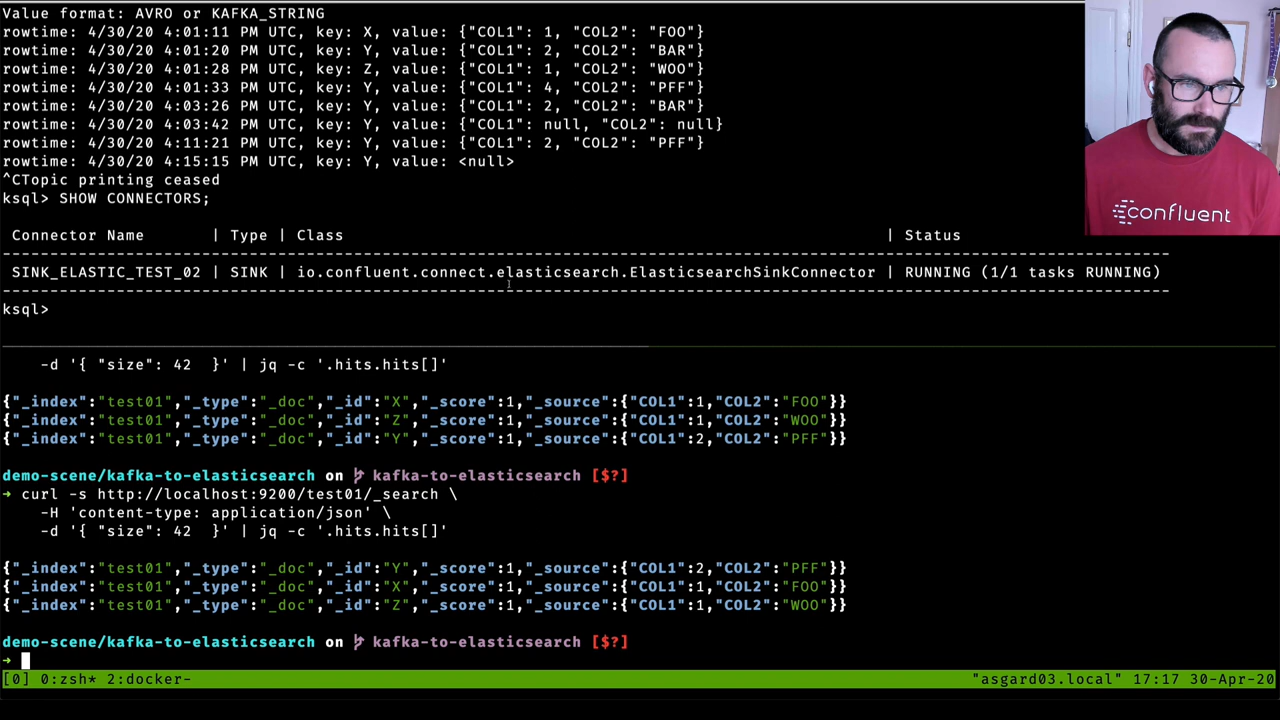 Value format: AVRO or KAFKA_STRING
rowtime: 4/30/20 4:01:11 PM UTC, key: X, value: {"COL1": 1, "COL2": "FOO"}
rowtime: 4/30/20 4:01:20 PM UTC, key: Y, value: {"COL1": 2, "COL2": "BAR"}
rowtime: 4/30/20 4:01:28 PM UTC, key: Z, value: {"COL1": 1, "COL2": "WOO"}
rowtime: 4/30/20 4:01:33 PM UTC, key: Y, value: {"COL1": 4, "COL2": "PFF"}
rowtime: 4/30/20 4:03:26 PM UTC, key: Y, value: {"COL1": 2, "COL2": "BAR"}
rowtime: 4/30/20 4:03:42 PM UTC, key: Y, value: {"COL1": null, "COL2": null}
rowtime: 4/30/20 4:11:21 PM UTC, key: Y, value: {"COL1": 2, "COL2": "PFF"}
rowtime: 4/30/20 4:15:15 PM UTC, key: Y, value: <null>
^CTopic printing ceased
ksql> SHOW CONNECTORS;
confluent
Connector Name | Type | Class | Status
SINK_ELASTIC_TEST_02 | SINK | io.confluent.connect.elasticsearch.ElasticsearchSinkConnector | RUNNING (1/1 tasks RUNNING)
ksql>
-d '{ "size": 42 }' | jq -c '.hits.hits[]'
{"_index":"test01","_type":"_doc","_id":"X","_score":1,"_source":{"COL1":1,"COL2":"FOO"}}
{"_index":"test01","_type":"_doc","_id":"Z","_score":1,"_source":{"COL1":1,"COL2":"WOO"}}
{"_index":"test01","_type":"_doc","_id":"Y","_score":1,"_source":{"COL1":2,"COL2":"PFF"}}
demo-scene/kafka-to-elasticsearch on kafka-to-elasticsearch [$?]
➜ curl -s http://localhost:9200/test01/_search \
-H 'content-type: application/json' \
-d '{ "size": 42 }' | jq -c '.hits.hits[]'
{"_index":"test01","_type":"_doc","_id":"Y","_score":1,"_source":{"COL1":2,"COL2":"PFF"}}
{"_index":"test01","_type":"_doc","_id":"X","_score":1,"_source":{"COL1":1,"COL2":"FOO"}}
{"_index":"test01","_type":"_doc","_id":"Z","_score":1,"_source":{"COL1":1,"COL2":"WOO"}}
demo-scene/kafka-to-elasticsearch on kafka-to-elasticsearch [$?]
➜
[0] 0:zsh* 2:docker- "asgard03.local" 17:17 30-Apr-20